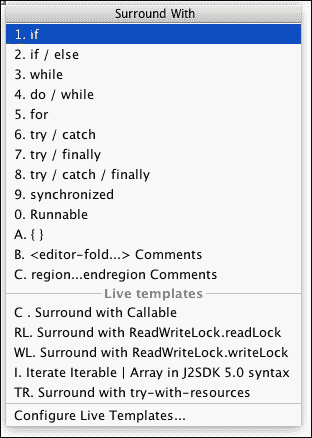 Surround With
1. if
2. if / else
3. while
4. do / while
5. for
6. try / catch
7. try / finally
8. try / catch / finally
9. synchronized
0. Runnable
A. { }
B. <editor-fold...> Comments
C. region...endregion Comments
Live templates
C . Surround with Callable
RL. Surround with ReadWriteLock.readLock
WL. Surround with ReadWriteLock.writeLock
I. Iterate Iterable | Array in J2SDK 5.0 syntax
TR. Surround with try-with-resources
Configure Live Templates...